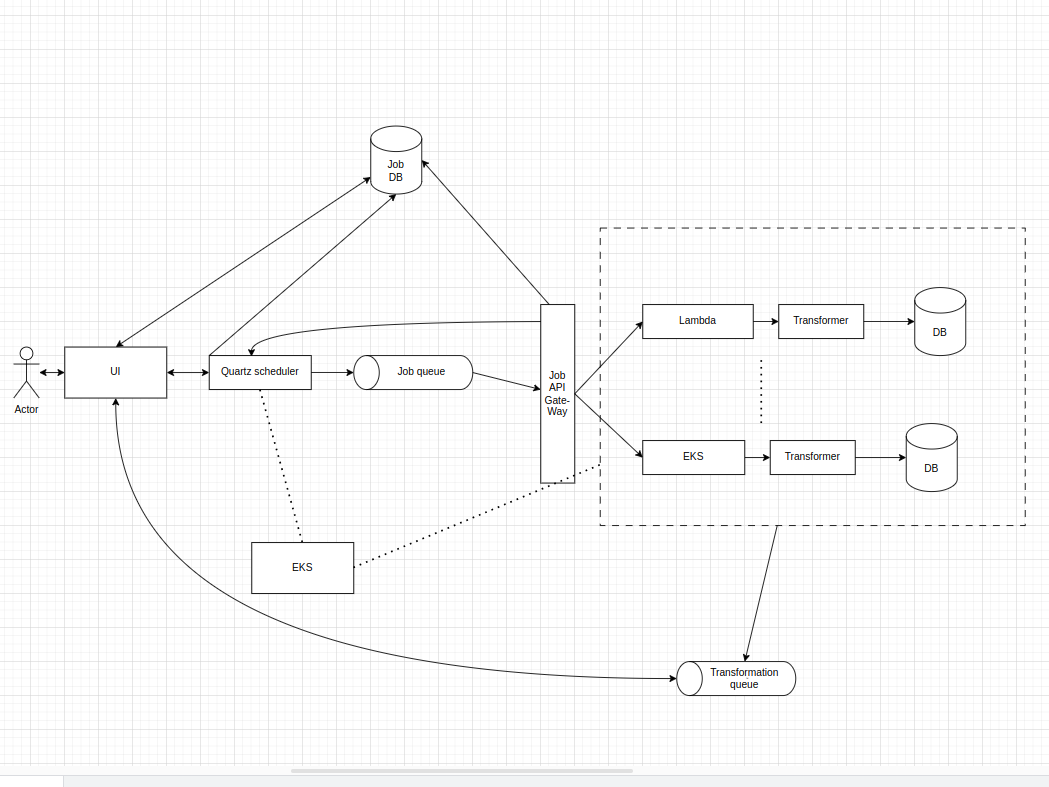 Job
DB
Lambda
Transformer
DB
UI
Quartz scheduler
Job queue
Job
API
Gate-
Way
Actor
EKS
Transformer
DB
EKS
Transformation
queue